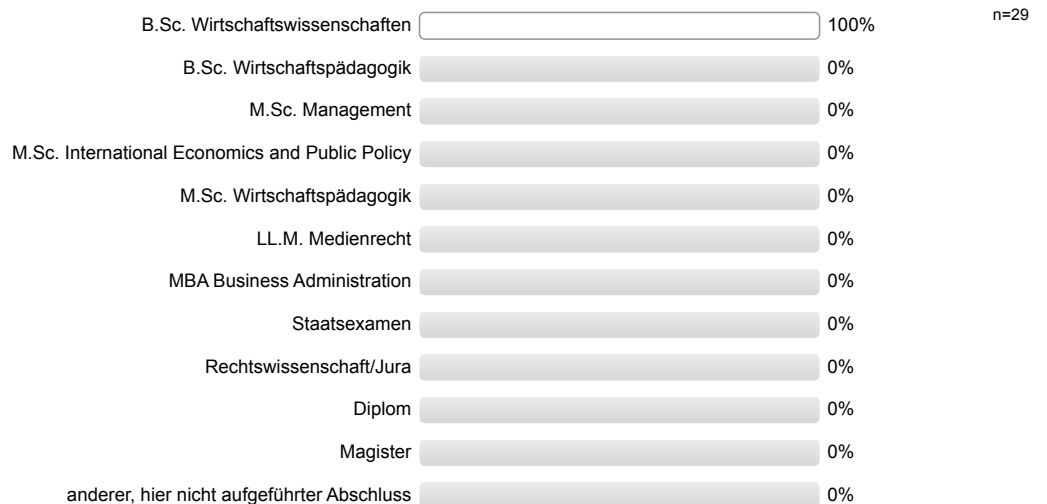 B.Sc. Wirtschaftswissenschaften 100% n=29
B.Sc. Wirtschaftspädagogik 0%
M.Sc. Management 0%
M.Sc. International Economics and Public Policy 0%
M.Sc. Wirtschaftspädagogik 0%
LL.M. Medienrecht 0%
MBA Business Administration 0%
Staatsexamen 0%
Rechtswissenschaft/Jura 0%
Diplom 0%
Magister 0%
anderer, hier nicht aufgeführter Abschluss 0%